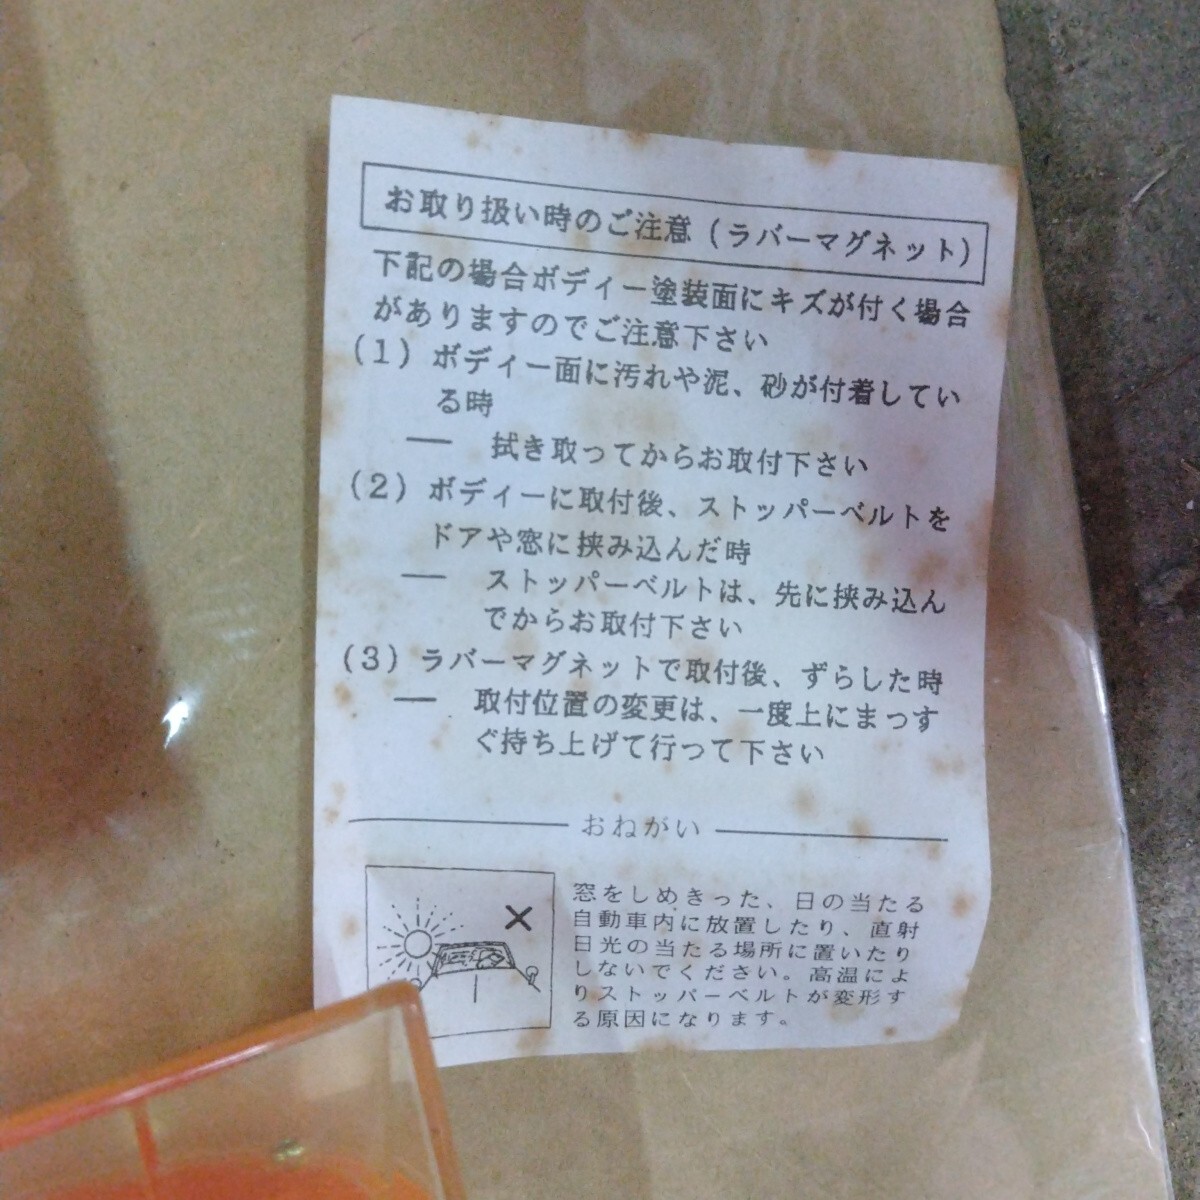 お取り扱い時のご注意(ラバーマグネット)
下記の場合ボディー塗装面にキズが付く場合
がありますのでご注意下さい
(1)ボディー面に汚れや泥、砂が付着してい
る時
― 拭き取ってからお取付下さい
(2)ボディーに取付後、ストッパーベルトを
ドアや窓に挟み込んだ時
― ストッパーベルトは、先に挟み込ん
でからお取付下さい
(3)ラバーマグネットで取付後、ずらした時
― 取付位置の変更は、一度上にまっす
ぐ持ち上げて行って下さい
おねがい
窓をしめきった、日の当たる
自動車内に放置したり、直射
日光の当たる場所に置いたり
しないでください。高温によ
りストッパーベルトが変形す
る原因になります。